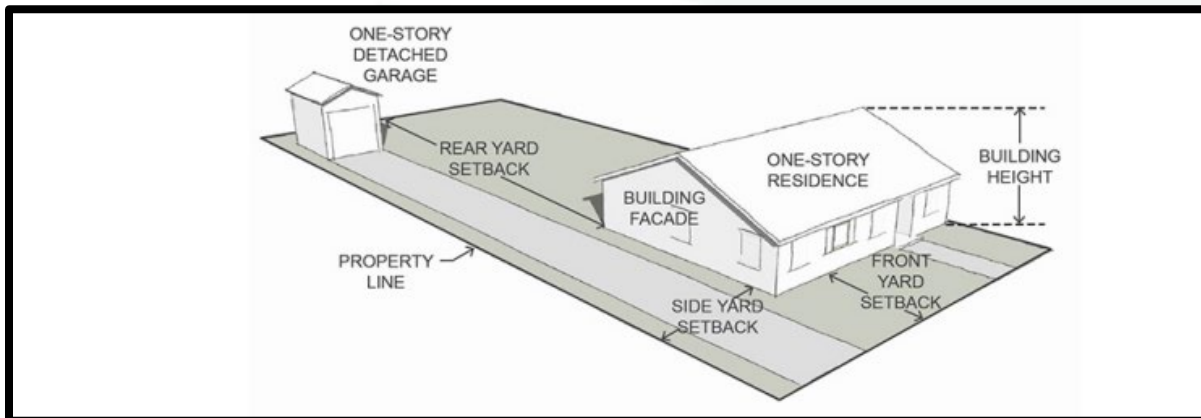 ONE-STORY
DETACHED
GARAGE
REAR YARD
SETBACK
ONE-STORY
RESIDENCE
BUILDING
HEIGHT
BUILDING
FACADE
PROPERTY
LINE
FRONT
YARD
SETBACK
SIDE YARD
SETBACK